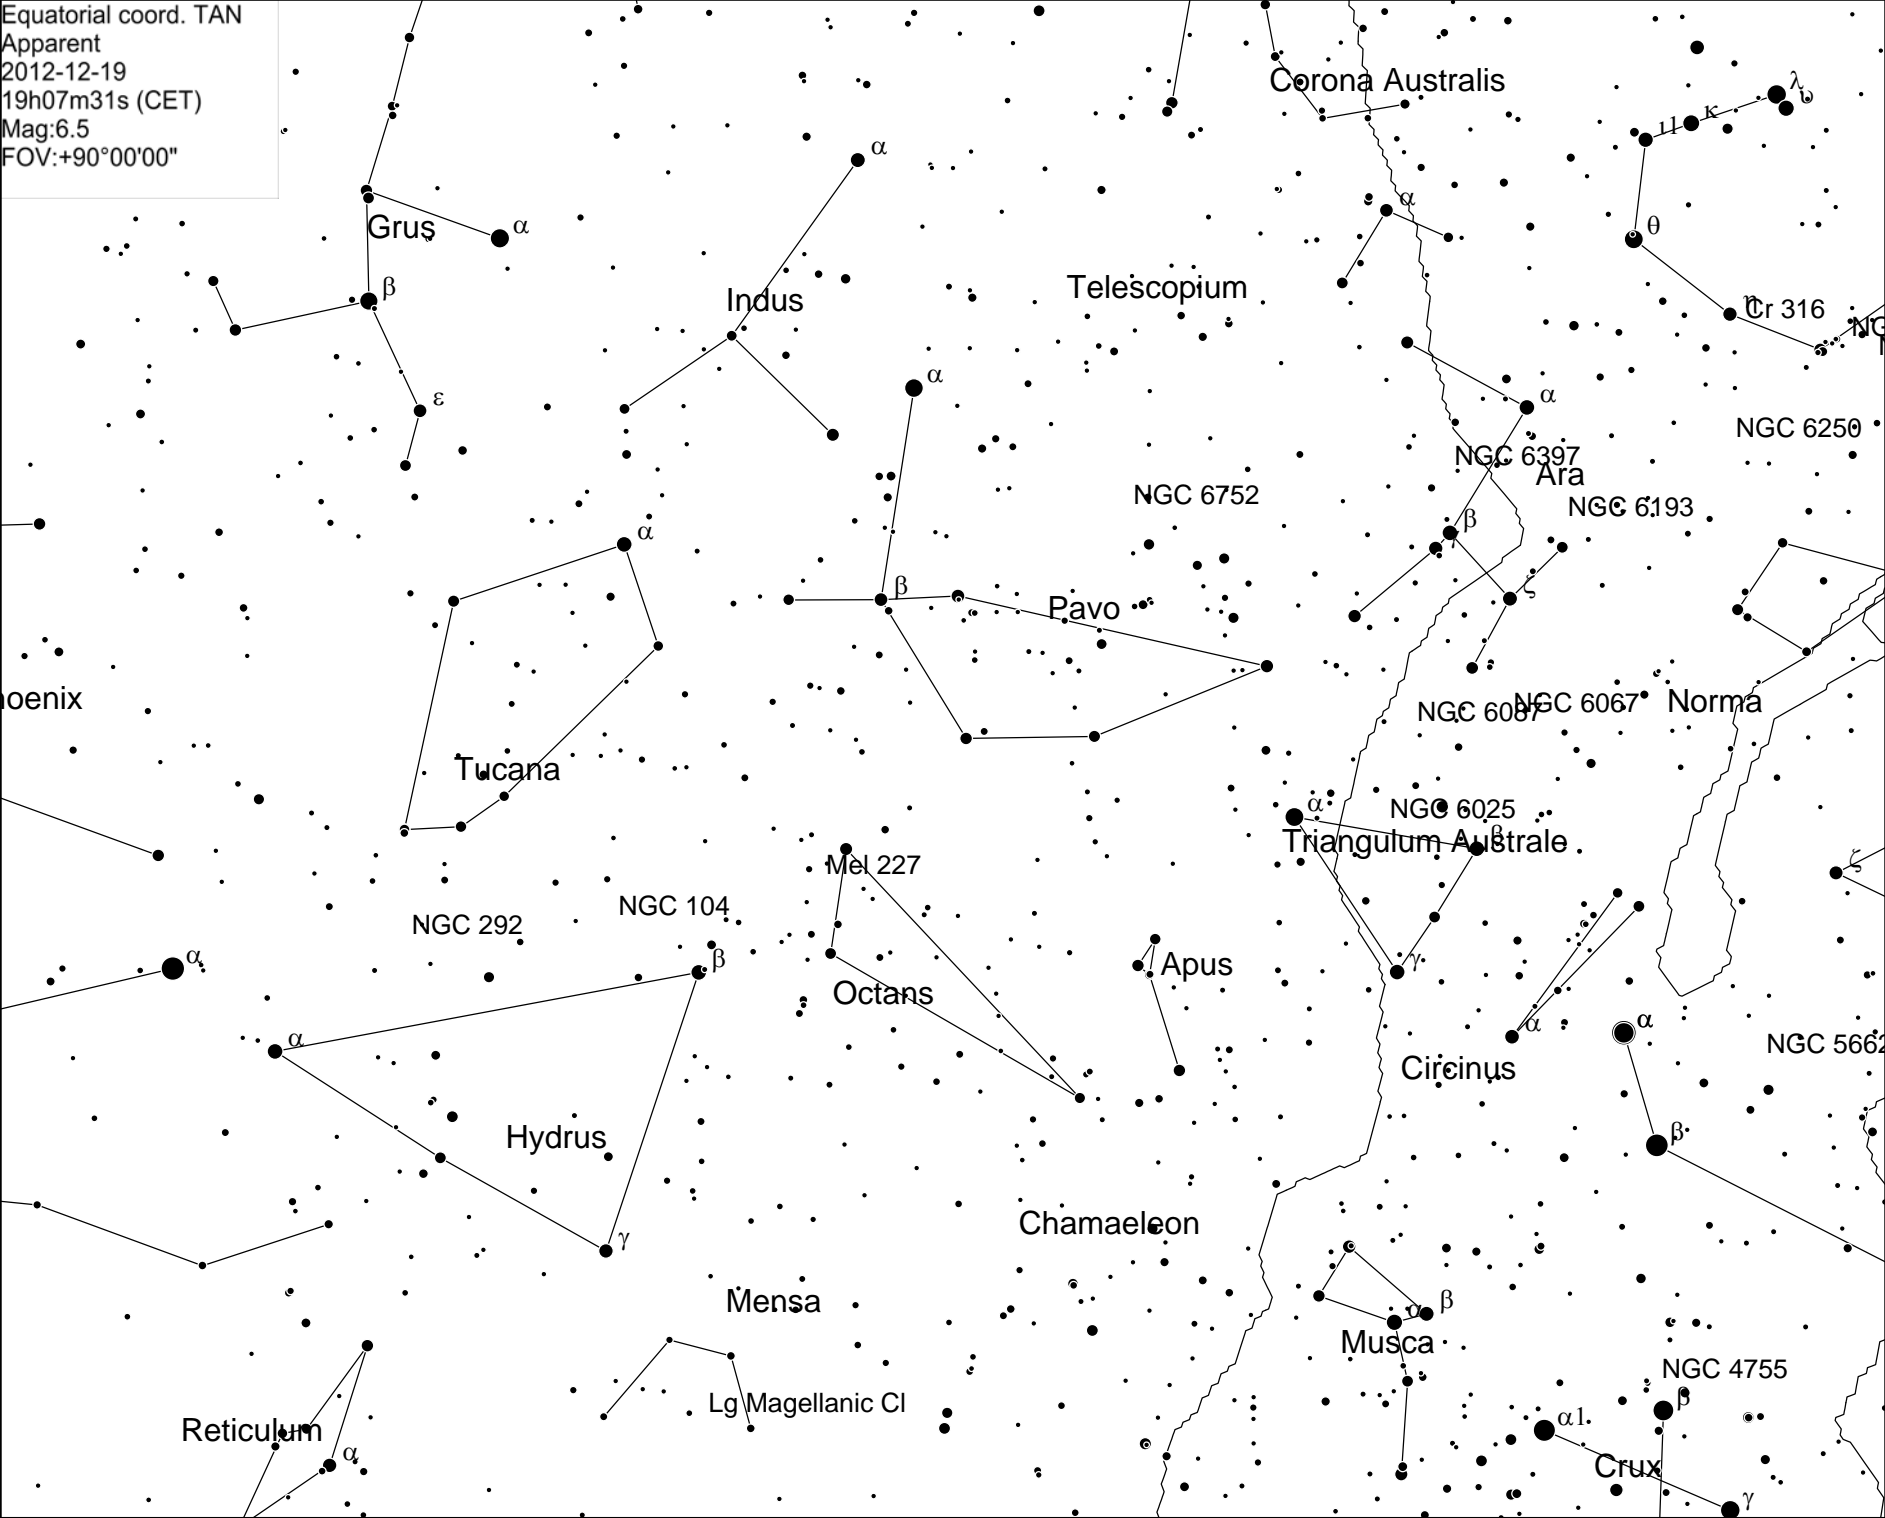 Equatorial coord. TAN
Apparent
2012-12-19
19h07m31s (CET)
Mag:6.5
FOV:+90°00'00"
Corona Australis
λ
υ
ι1
κ
α
α
Grus
α
θ
β
Indus
Telescopium
η
Cr 316
NG
α
ε
α
NGC 6250
NGC 6397
Ara
NGC 6752
NGC 6193
α
β
γ
β
ζ
Pavo
hoenix
NGC 6087
NGC 6067
Norma
Tucana
α
NGC 6025
β
Triangulum Australe
Mel 227
ζ
NGC 104
NGC 292
α
β
Apus
γ
Octans
α
α
α
NGC 5662
Circinus
Hydrus
β
Chamaeleon
γ
Mensa
α
β
Musca
NGC 4755
β
Lg Magellanic Cl
α1
Reticulum
α
Crux
γ